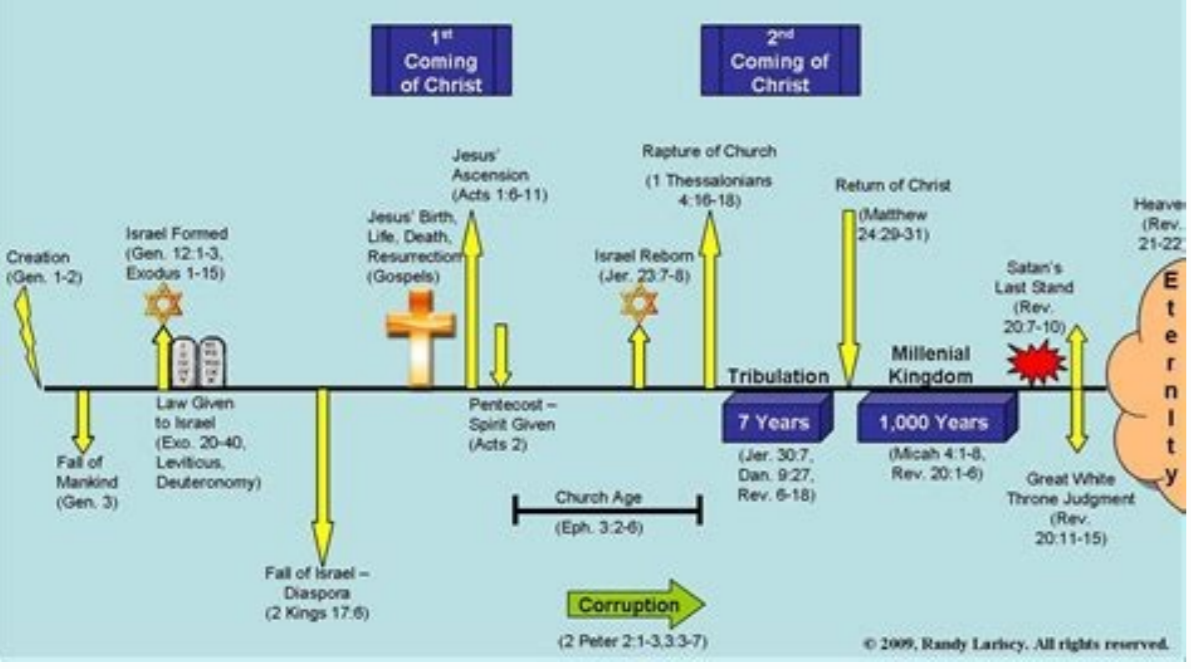 1st
Coming
of Christ
2nd
Coming of
Christ
Creation
(Gen. 1-2)
Fall of
Mankind
(Gen. 3)
Israel Formed
(Gen. 12:1-3,
Exodus 1-15)
Law Given
to Israel
(Exo. 20-40,
Leviticus,
Deuteronomy)
Fall of Israel –
Diaspora
(2 Kings 17:6)
Jesus' Birth,
Life, Death,
Resurrection
(Gospels)
Jesus'
Ascension
(Acts 1:6-11)
Pentecost –
Spirit Given
(Acts 2)
Church Age
(Eph. 3:2-6)
Israel Reborn
(Jer. 23:7-8)
Rapture of Church
(1 Thessalonians
4:16-18)
Tribulation
7 Years
(Jer. 30:7,
Dan. 9:27,
Rev. 6-18)
Return of Christ
(Matthew
24:29-31)
Millenial
Kingdom
1,000 Years
(Micah 4:1-8,
Rev. 20:1-6)
Satan's
Last Stand
(Rev.
20:7-10)
Great White
Throne Judgment
(Rev.
20:11-15)
Heave
(Rev.
21-22
EternIty
Corruption
(2 Peter 2:1-3,3:3-7)
© 2009, Randy Lariscy. All rights reserved.